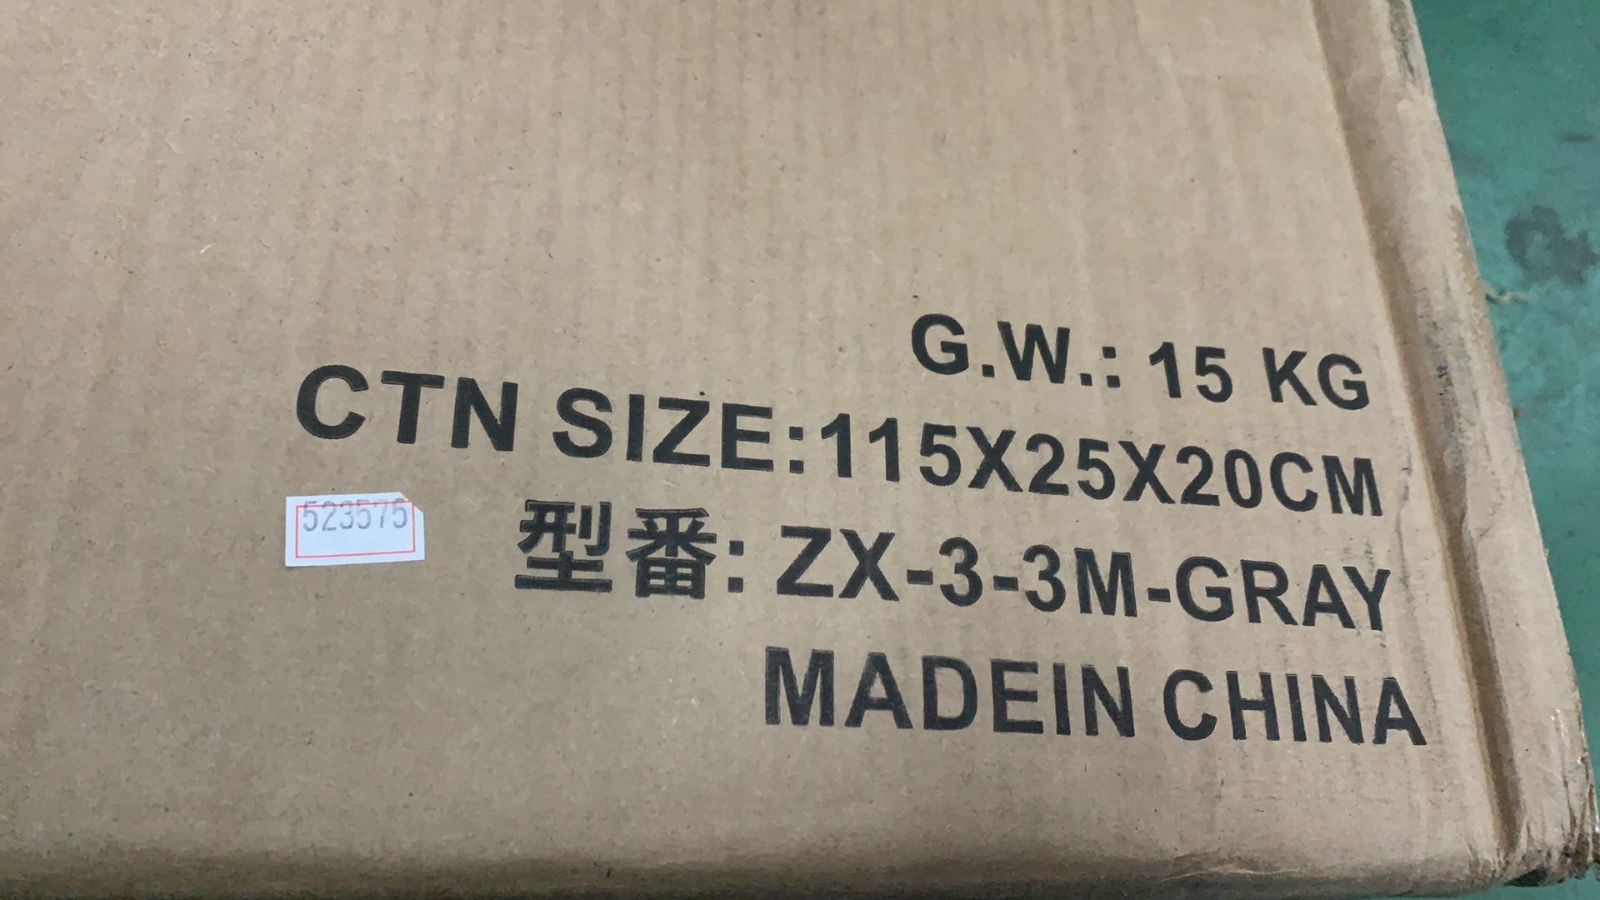 G.W.: 15 KG
CTN SIZE:115X25X20CM
523575
型番: ZX-3-3M-GRAY
MADEIN CHINA